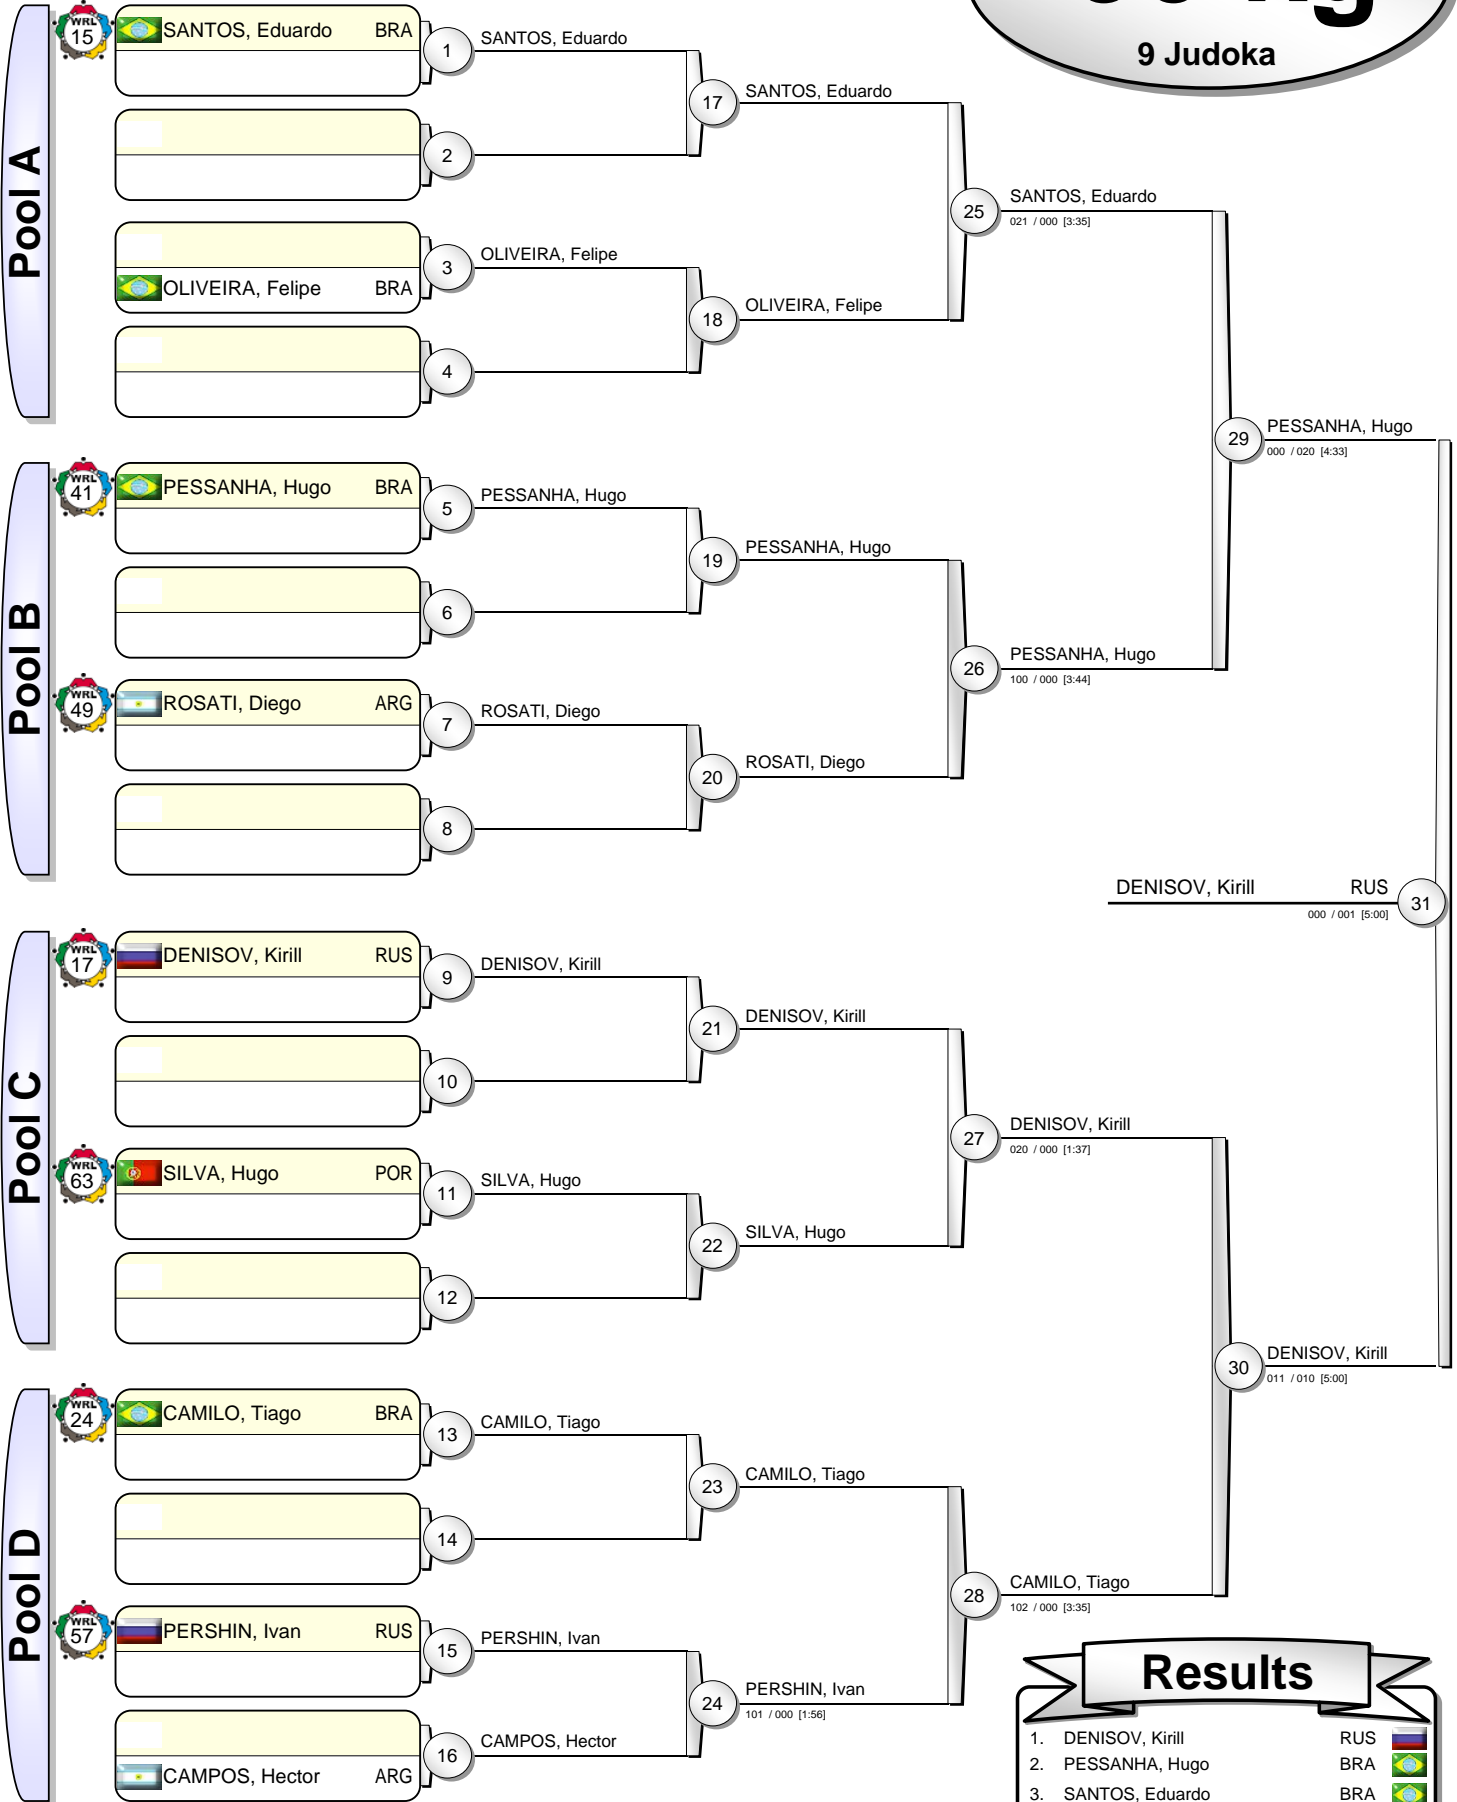 9 Judoka
Pool A
WRL
15
SANTOS, Eduardo BRA
1
SANTOS, Eduardo
2
17
SANTOS, Eduardo
3
OLIVEIRA, Felipe
OLIVEIRA, Felipe BRA
4
18
OLIVEIRA, Felipe
25
SANTOS, Eduardo
021 / 000 [3:35]
Pool B
WRL
41
PESSANHA, Hugo BRA
5
PESSANHA, Hugo
6
19
PESSANHA, Hugo
WRL
49
ROSATI, Diego ARG
7
ROSATI, Diego
8
20
ROSATI, Diego
26
PESSANHA, Hugo
100 / 000 [3:44]
29
PESSANHA, Hugo
000 / 020 [4:33]
DENISOV, Kirill RUS
000 / 001 [5:00]
31
Pool C
WRL
17
DENISOV, Kirill RUS
9
DENISOV, Kirill
10
21
DENISOV, Kirill
WRL
63
SILVA, Hugo POR
11
SILVA, Hugo
12
22
SILVA, Hugo
27
DENISOV, Kirill
020 / 000 [1:37]
Pool D
WRL
24
CAMILO, Tiago BRA
13
CAMILO, Tiago
14
23
CAMILO, Tiago
WRL
57
PERSHIN, Ivan RUS
15
PERSHIN, Ivan
16
CAMPOS, Hector
CAMPOS, Hector ARG
24
PERSHIN, Ivan
101 / 000 [1:56]
28
CAMILO, Tiago
102 / 000 [3:35]
30
DENISOV, Kirill
011 / 010 [5:00]
Results
1. DENISOV, Kirill RUS
2. PESSANHA, Hugo BRA
3. SANTOS, Eduardo BRA